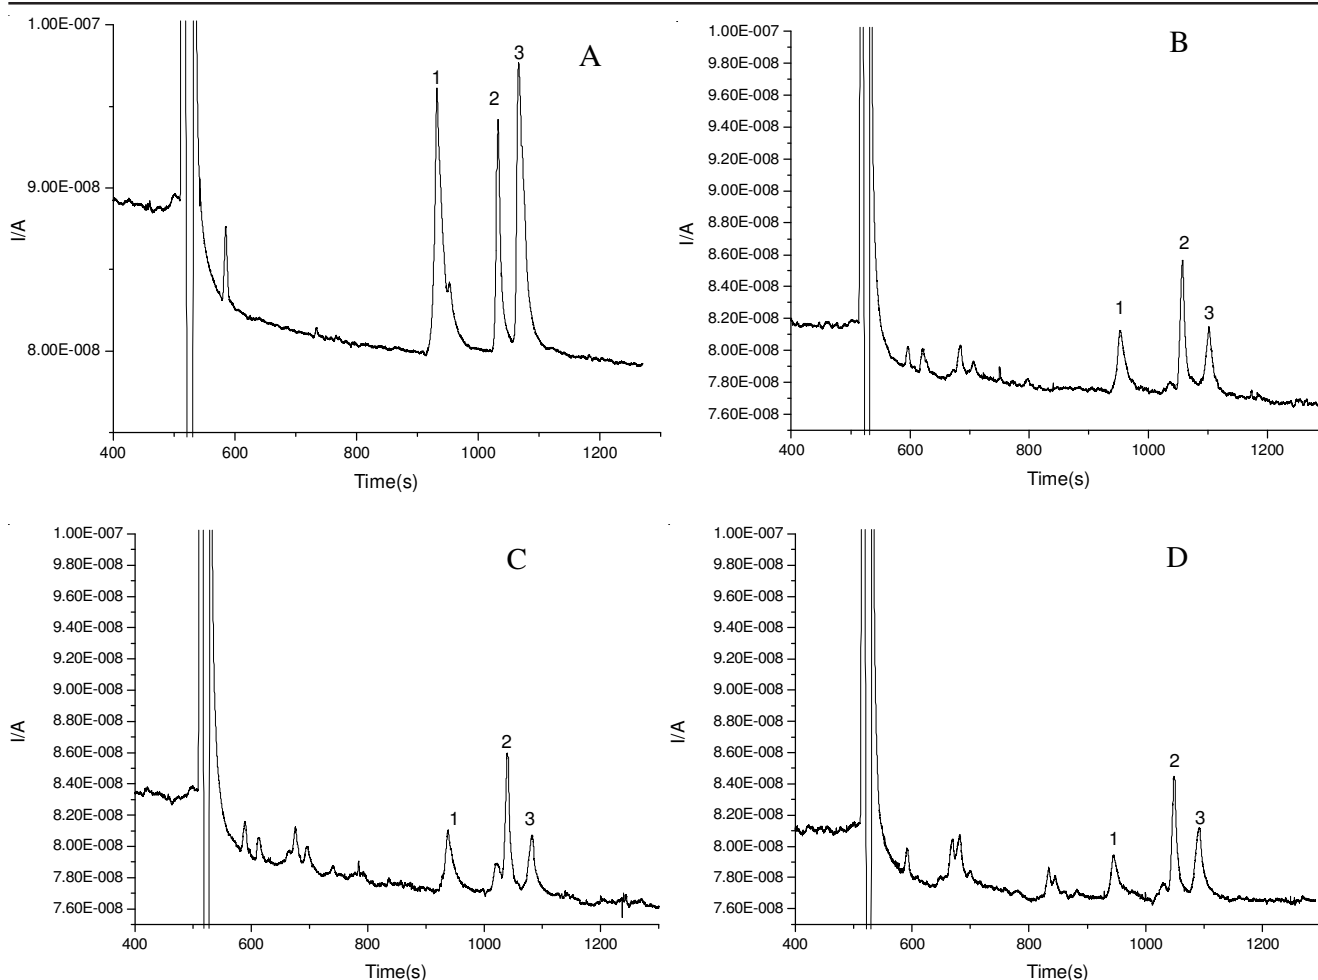 A
1.00E-007
9.00E-008
8.00E-008
I/A
1
2
3
400 600 800 1000 1200
Time(s)
B
1.00E-007
9.80E-008
9.60E-008
9.40E-008
9.20E-008
9.00E-008
8.80E-008
8.60E-008
8.40E-008
8.20E-008
8.00E-008
7.80E-008
7.60E-008
I/A
1
2
3
400 600 800 1000 1200
Time(s)
C
1.00E-007
9.80E-008
9.60E-008
9.40E-008
9.20E-008
9.00E-008
8.80E-008
8.60E-008
8.40E-008
8.20E-008
8.00E-008
7.80E-008
7.60E-008
I/A
1
2
3
400 600 800 1000 1200
Time(s)
D
1.00E-007
9.80E-008
9.60E-008
9.40E-008
9.20E-008
9.00E-008
8.80E-008
8.60E-008
8.40E-008
8.20E-008
8.00E-008
7.80E-008
7.60E-008
I/A
1
2
3
400 600 800 1000 1200
Time(s)